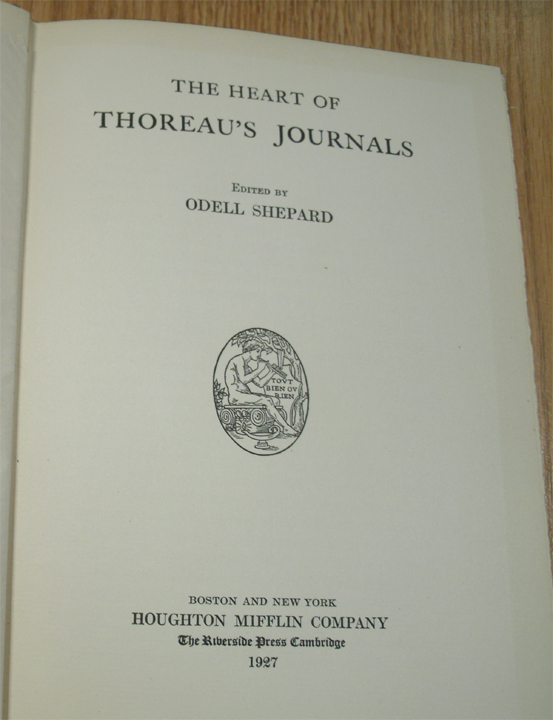 THE HEART OF
THOREAU'S JOURNALS
EDITED BY
ODELL SHEPARD
TOVT
BIEN OV
RIEN
BOSTON AND NEW YORK
HOUGHTON MIFFLIN COMPANY
The Riverside Press Cambridge
1927